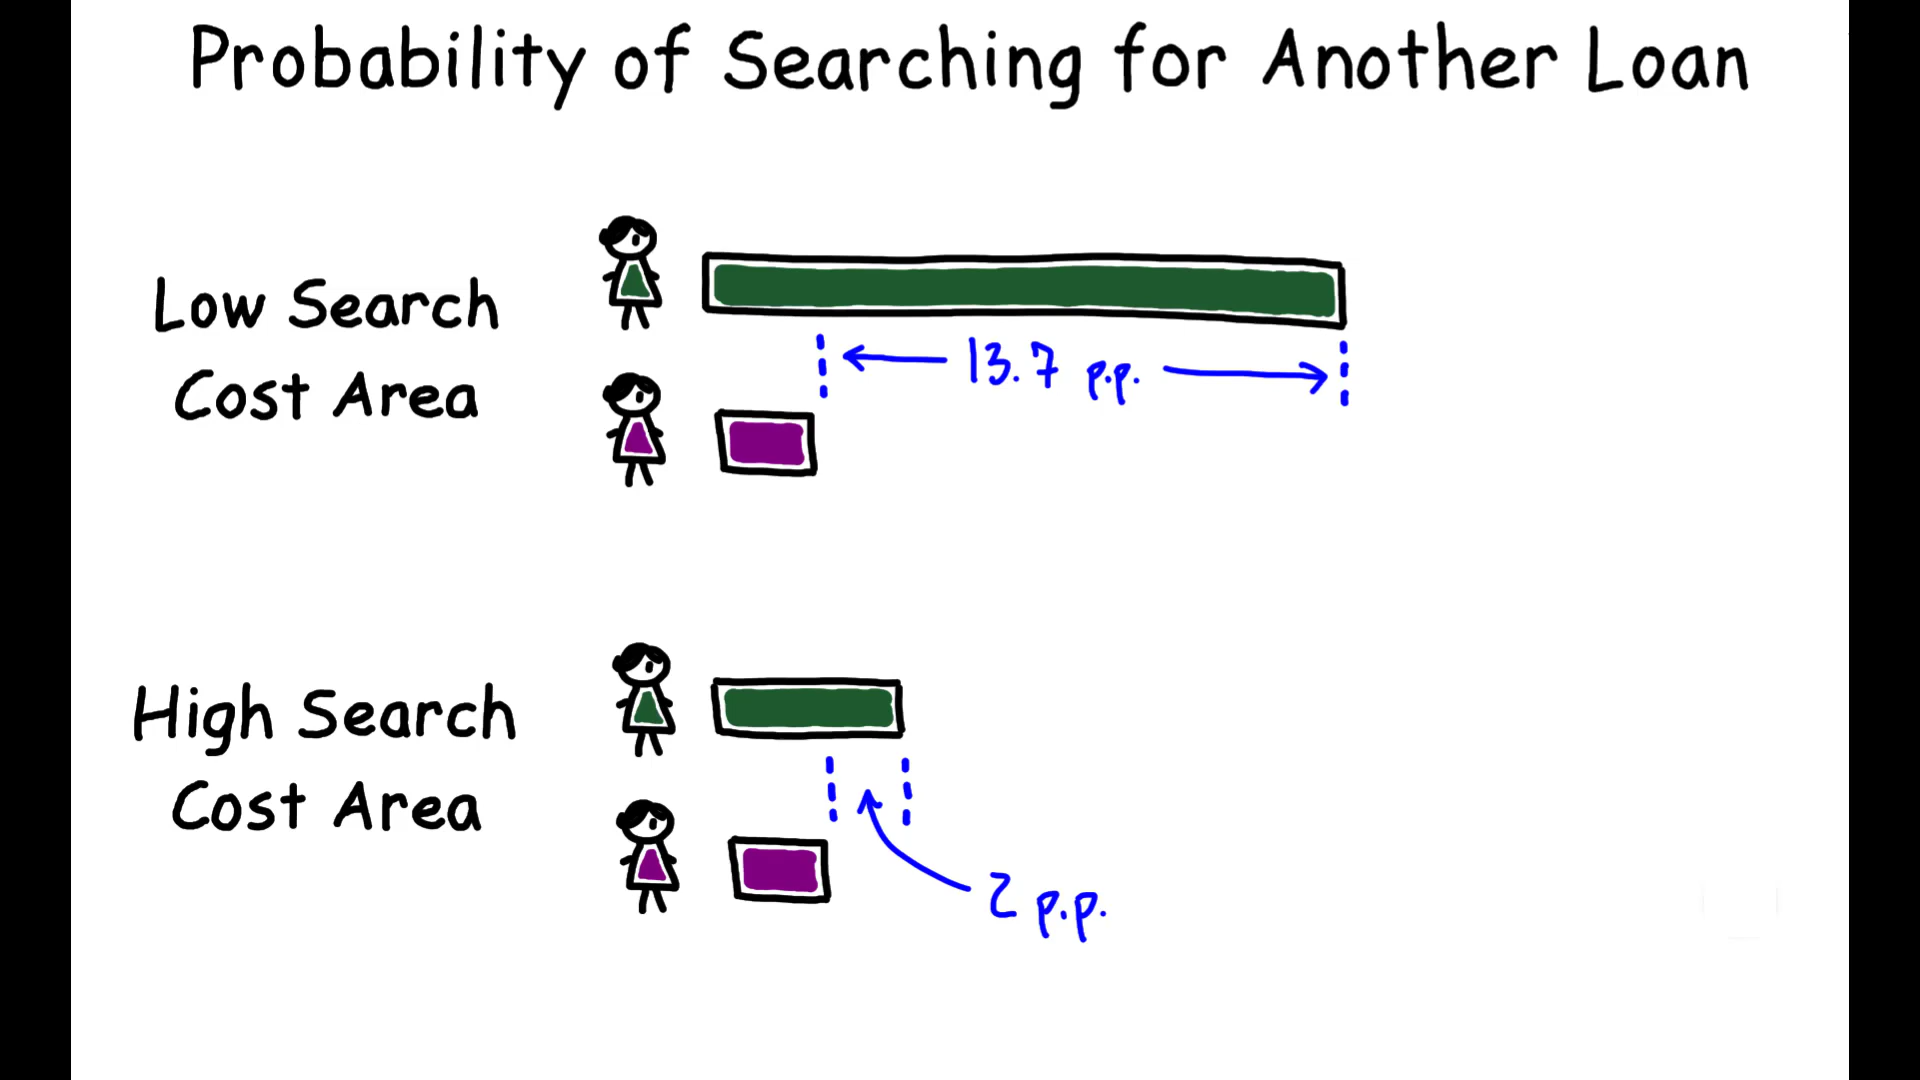 Probability of Searching for Another Loan
Low Search
Cost Area
13.7 p.p.
High Search
Cost Area
2 p.p.